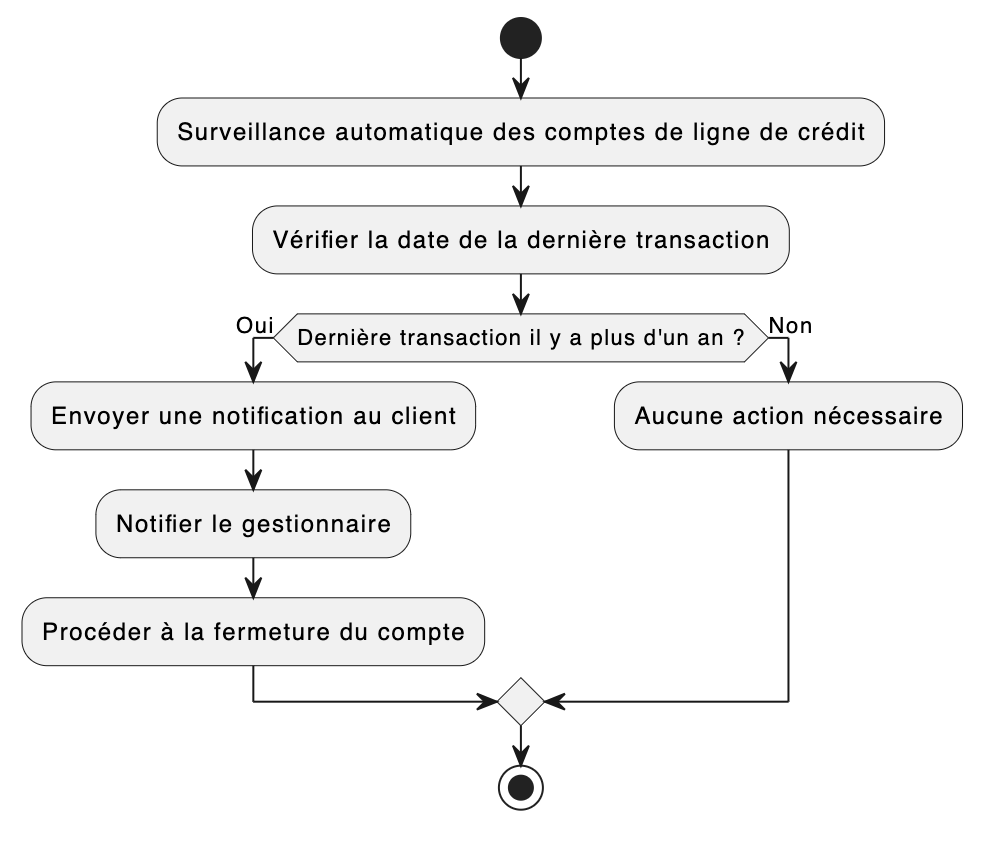 Surveillance automatique des comptes de ligne de crédit
Vérifier la date de la dernière transaction
Oui
Dernière transaction il y a plus d'un an ?
Non
Envoyer une notification au client
Aucune action nécessaire
Notifier le gestionnaire
Procéder à la fermeture du compte